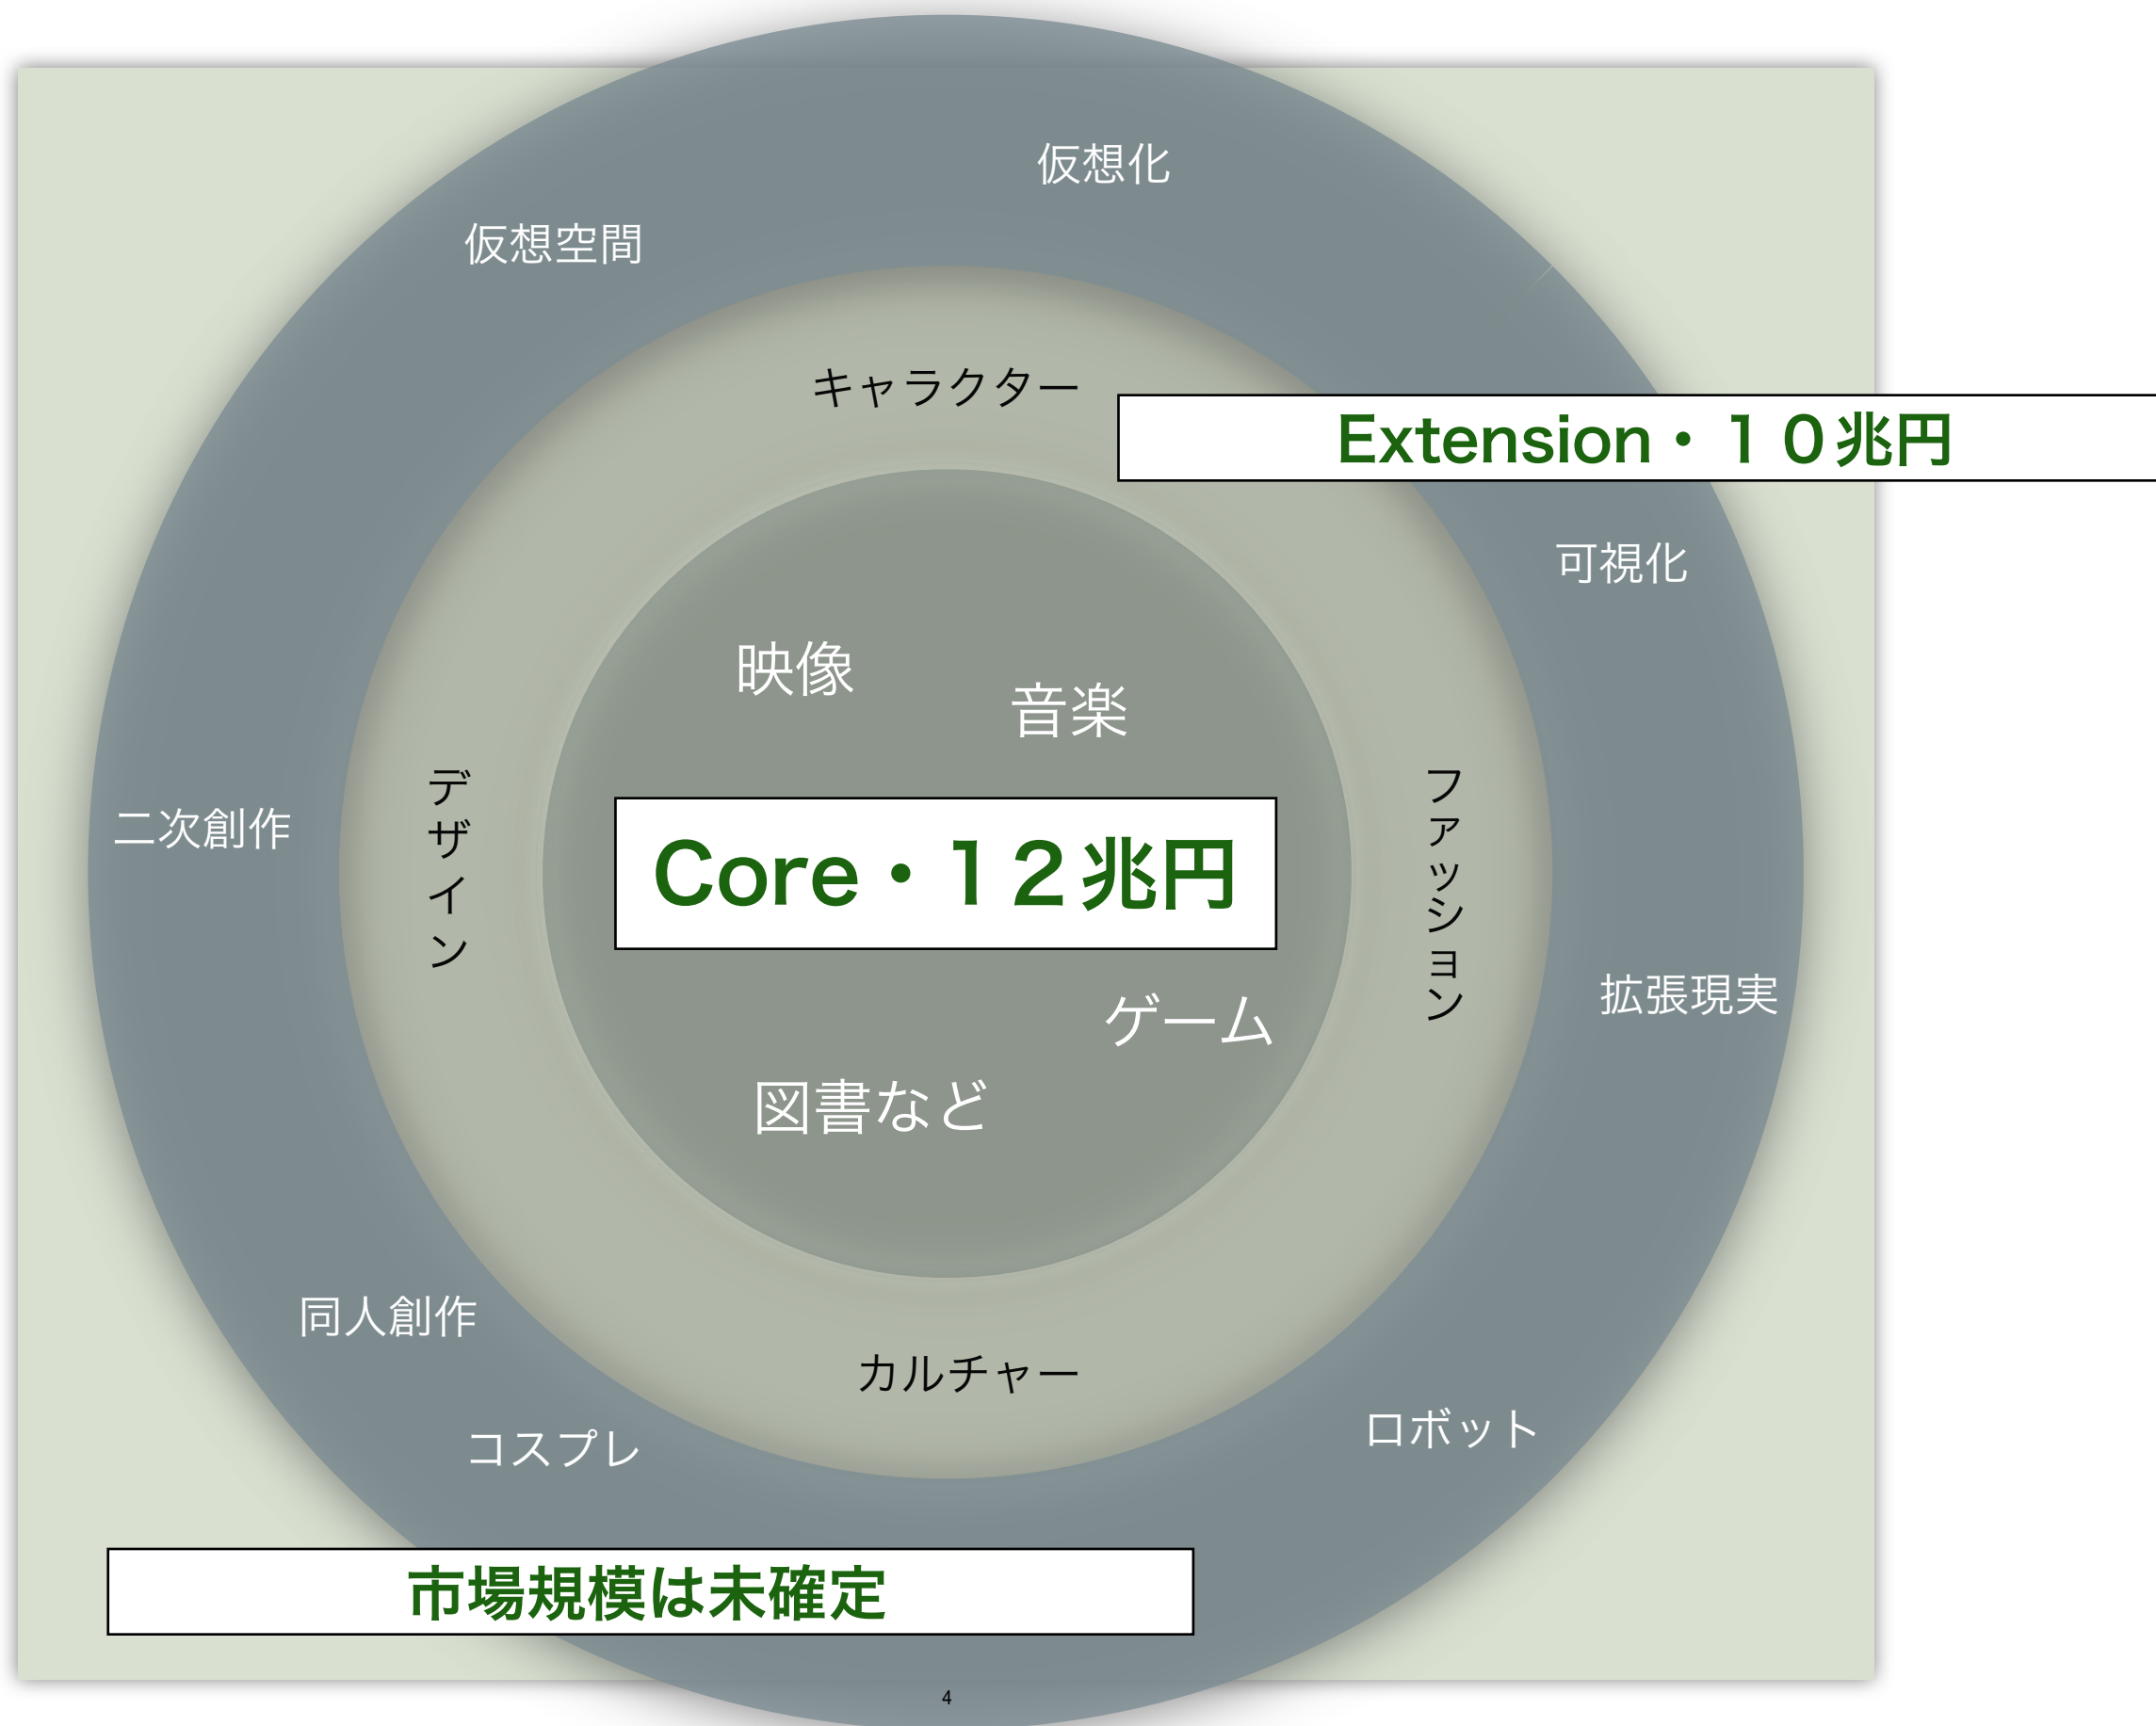 仮想化
仮想空間
キャラクター
Extension・１０兆円
可視化
映像
音楽
デザイン
ファッション
二次創作
Core・１２兆円
拡張現実
ゲーム
図書など
同人創作
カルチャー
ロボット
コスプレ
市場規模は未確定
4